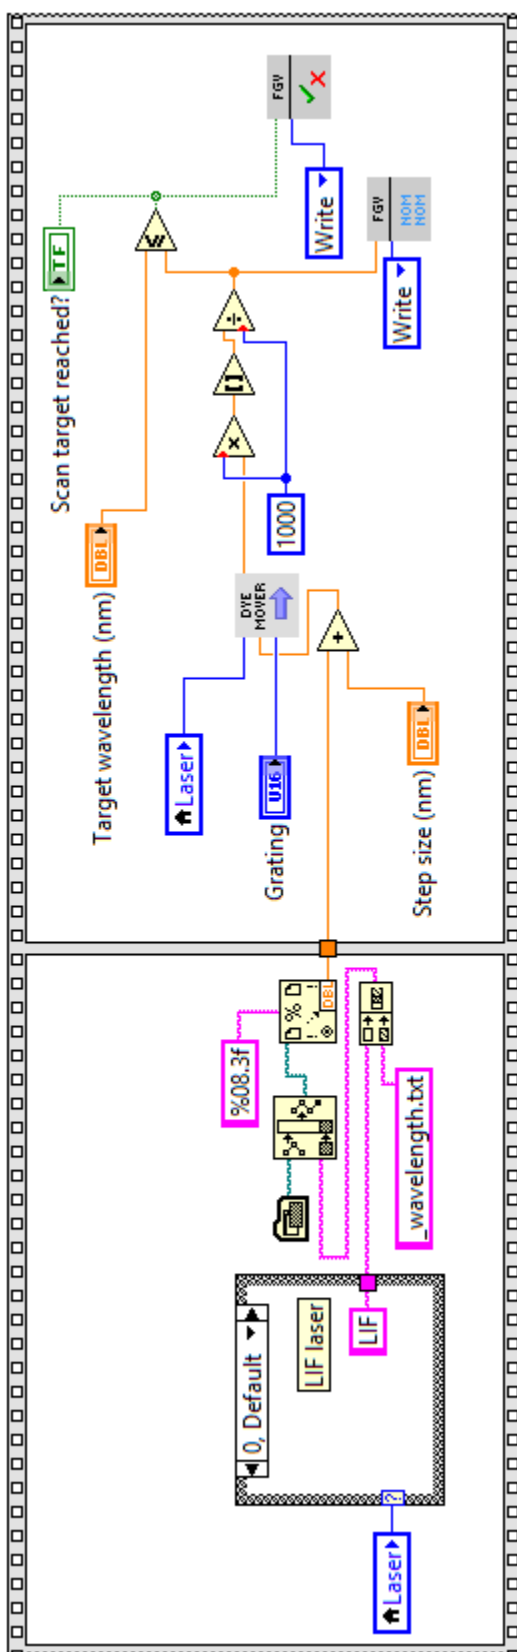 0, Default
LIF laser
LIF
Laser
?
%08.3f
%
DBL
_wavelength.txt
Scan target reached?
TF
Target wavelength (nm)
DBL
Laser
Grating
U16
DYE
MOVER
1000
×
[ ]
÷
+
Step size (nm)
DBL
FGV
Write
FGV
NOM
NOM
Write